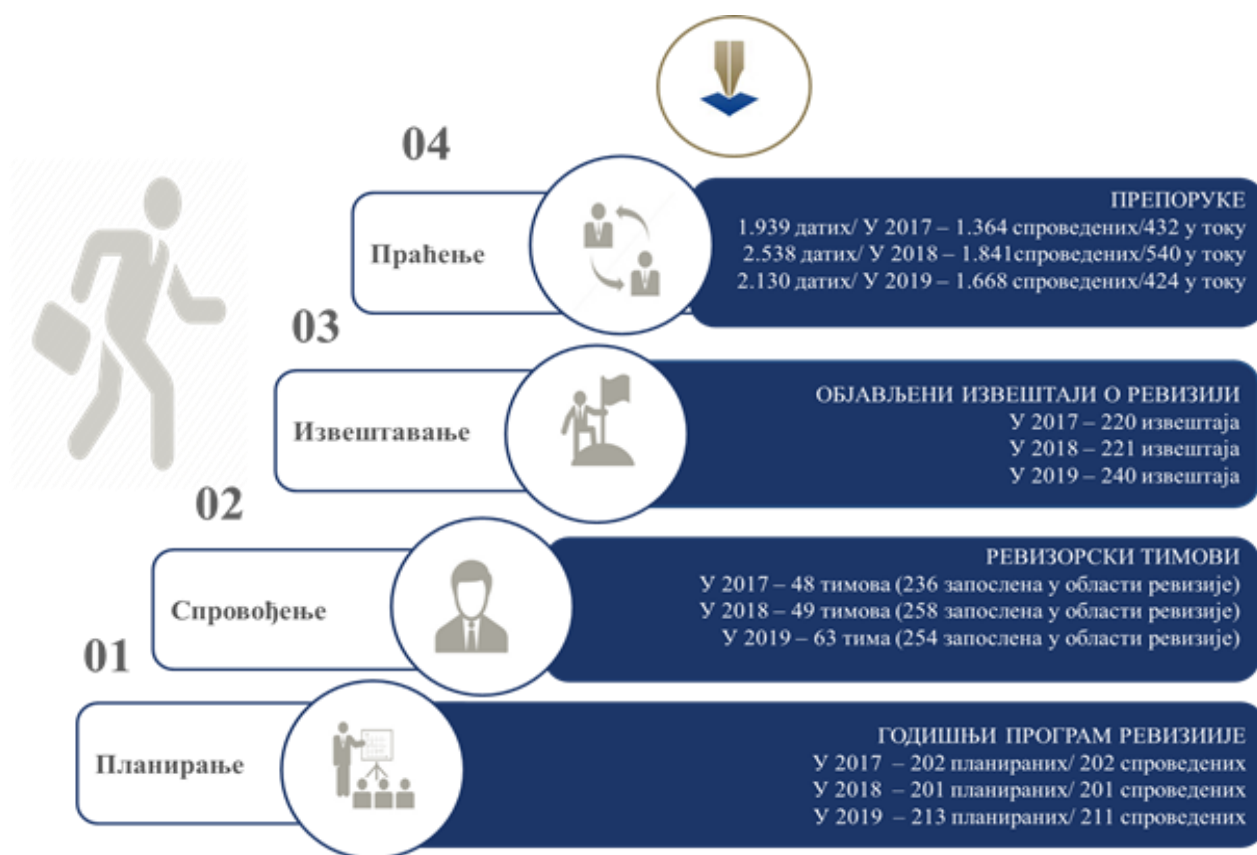 04
Праћење
ПРЕПОРУКЕ
1.939 датих/ У 2017 – 1.364 спроведених/432 у току
2.538 датих/ У 2018 – 1.841спроведених/540 у току
2.130 датих/ У 2019 – 1.668 спроведених/424 у току
03
Извештавање
ОБЈАВЉЕНИ ИЗВЕШТАЈИ О РЕВИЗИЈИ
У 2017 – 220 извештаја
У 2018 – 221 извештаја
У 2019 – 240 извештаја
02
Спровођење
РЕВИЗОРСКИ ТИМОВИ
У 2017 – 48 тимова (236 запослена у области ревизије)
У 2018 – 49 тимова (258 запослена у области ревизије)
У 2019 – 63 тима (254 запослена у области ревизије)
01
Планирање
ГОДИШЊИ ПРОГРАМ РЕВИЗИИЈЕ
У 2017 – 202 планираних/ 202 спроведених
У 2018 – 201 планираних/ 201 спроведених
У 2019 – 213 планираних/ 211 спроведених